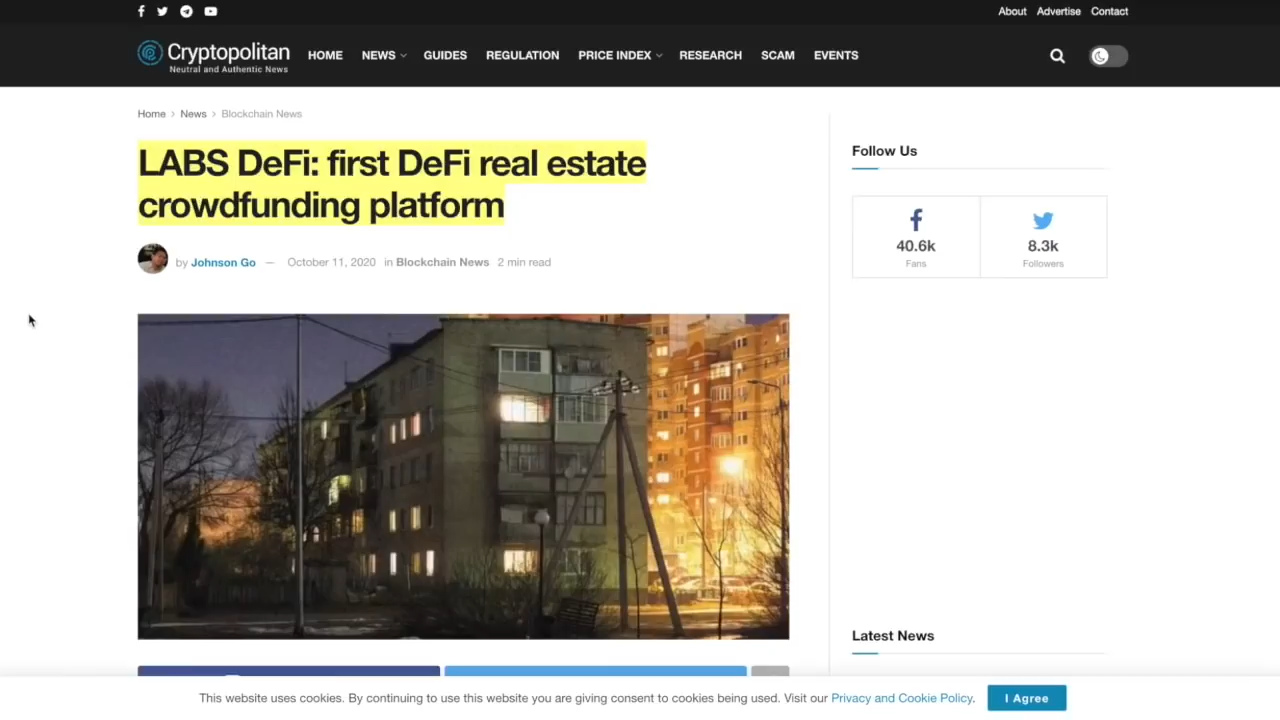 About Advertise Contact
Cryptopolitan
Neutral and Authentic News
HOME NEWS GUIDES REGULATION PRICE INDEX RESEARCH SCAM EVENTS
Home > News > Blockchain News
LABS DeFi: first DeFi real estate
crowdfunding platform
by Johnson Go — October 11, 2020 in Blockchain News 2 min read
Follow Us
40.6k
Fans
8.3k
Followers
Latest News
This website uses cookies. By continuing to use this website you are giving consent to cookies being used. Visit our Privacy and Cookie Policy.
I Agree